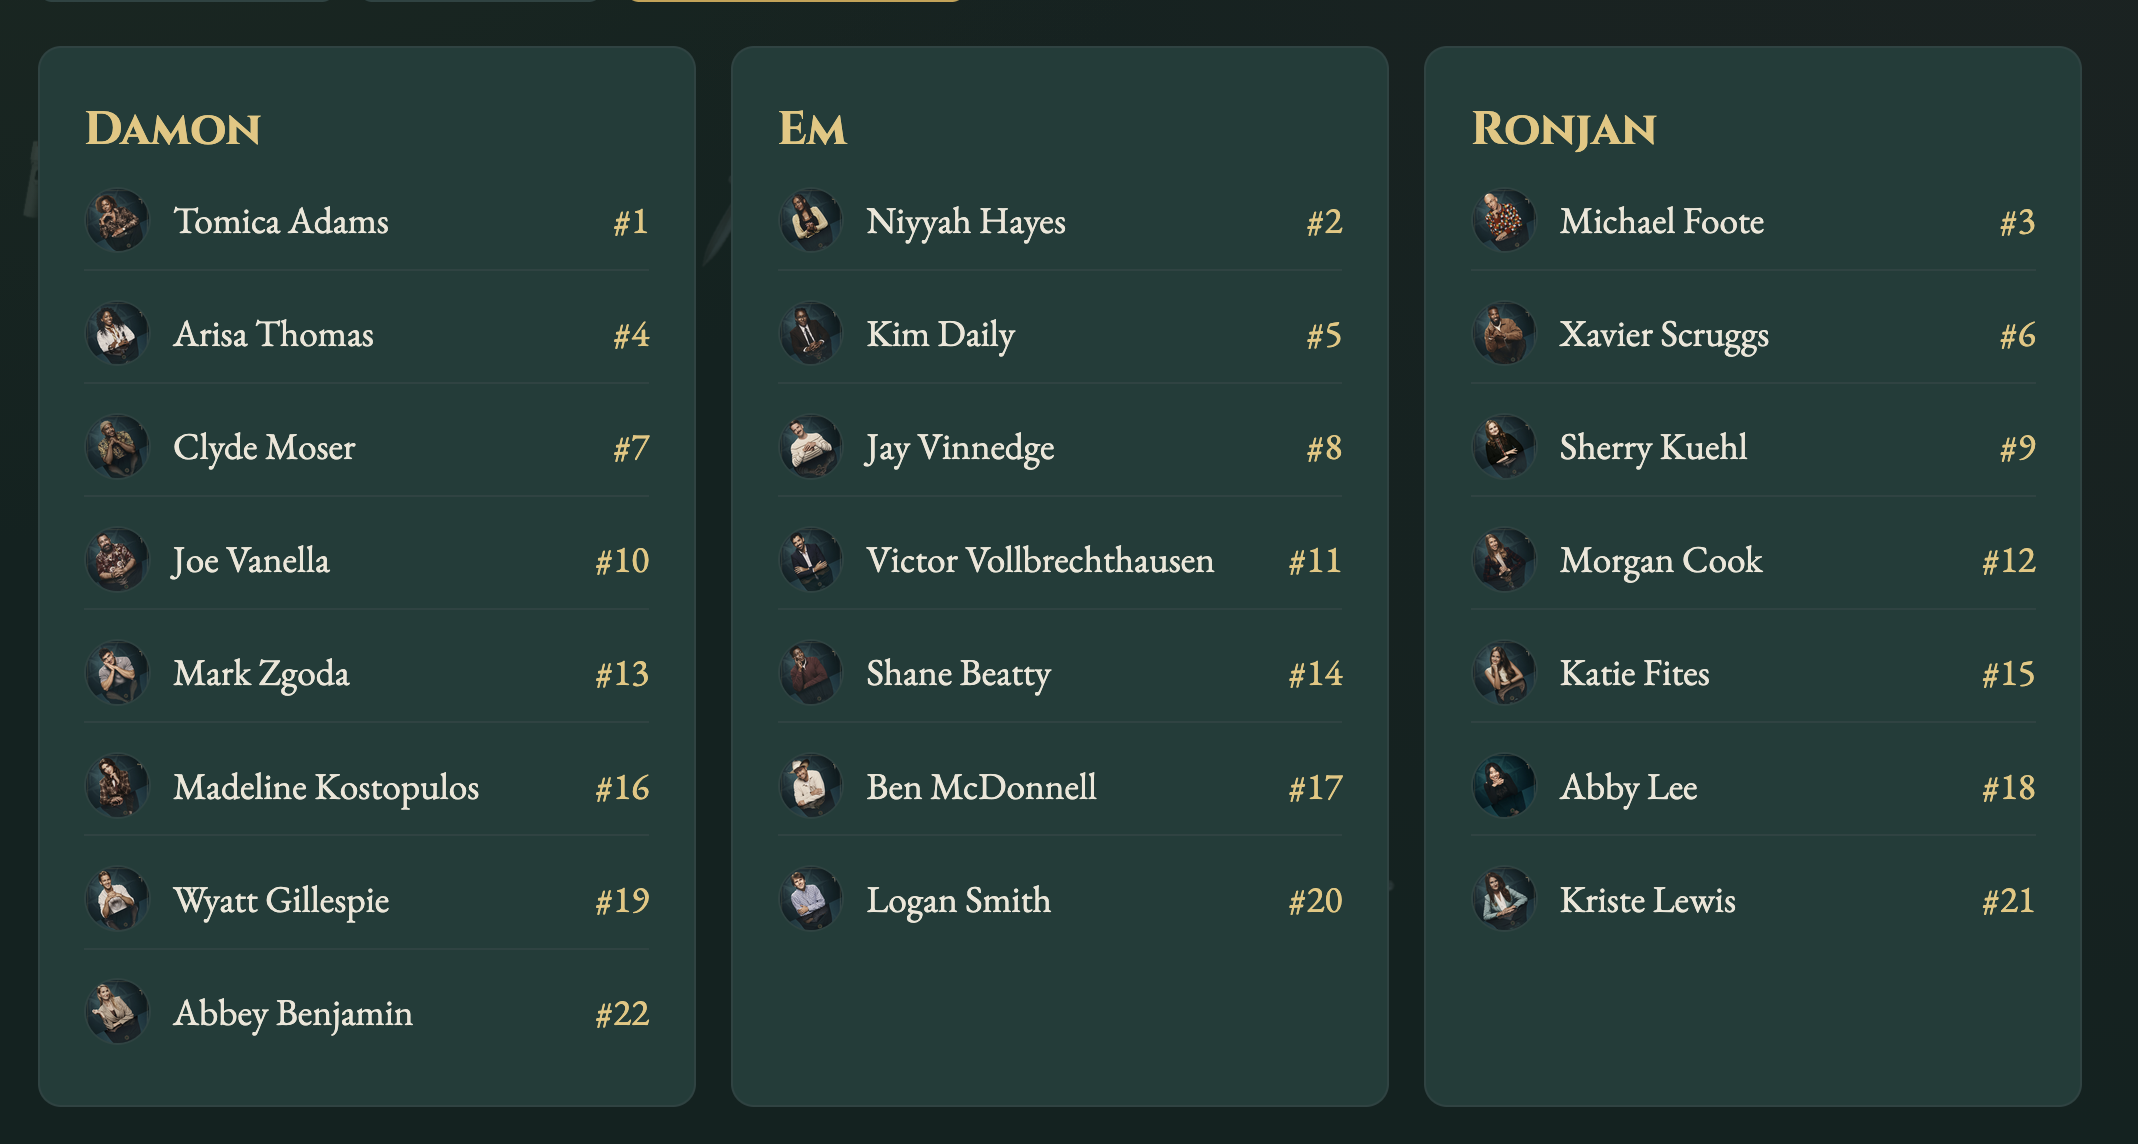 Damon
Tomica Adams #1
Arisa Thomas #4
Clyde Moser #7
Joe Vanella #10
Mark Zgoda #13
Madeline Kostopulos #16
Wyatt Gillespie #19
Abbey Benjamin #22
Em
Niyyah Hayes #2
Kim Daily #5
Jay Vinnedge #8
Victor Vollbrechthausen #11
Shane Beatty #14
Ben McDonnell #17
Logan Smith #20
Ronjan
Michael Foote #3
Xavier Scruggs #6
Sherry Kuehl #9
Morgan Cook #12
Katie Fites #15
Abby Lee #18
Kriste Lewis #21